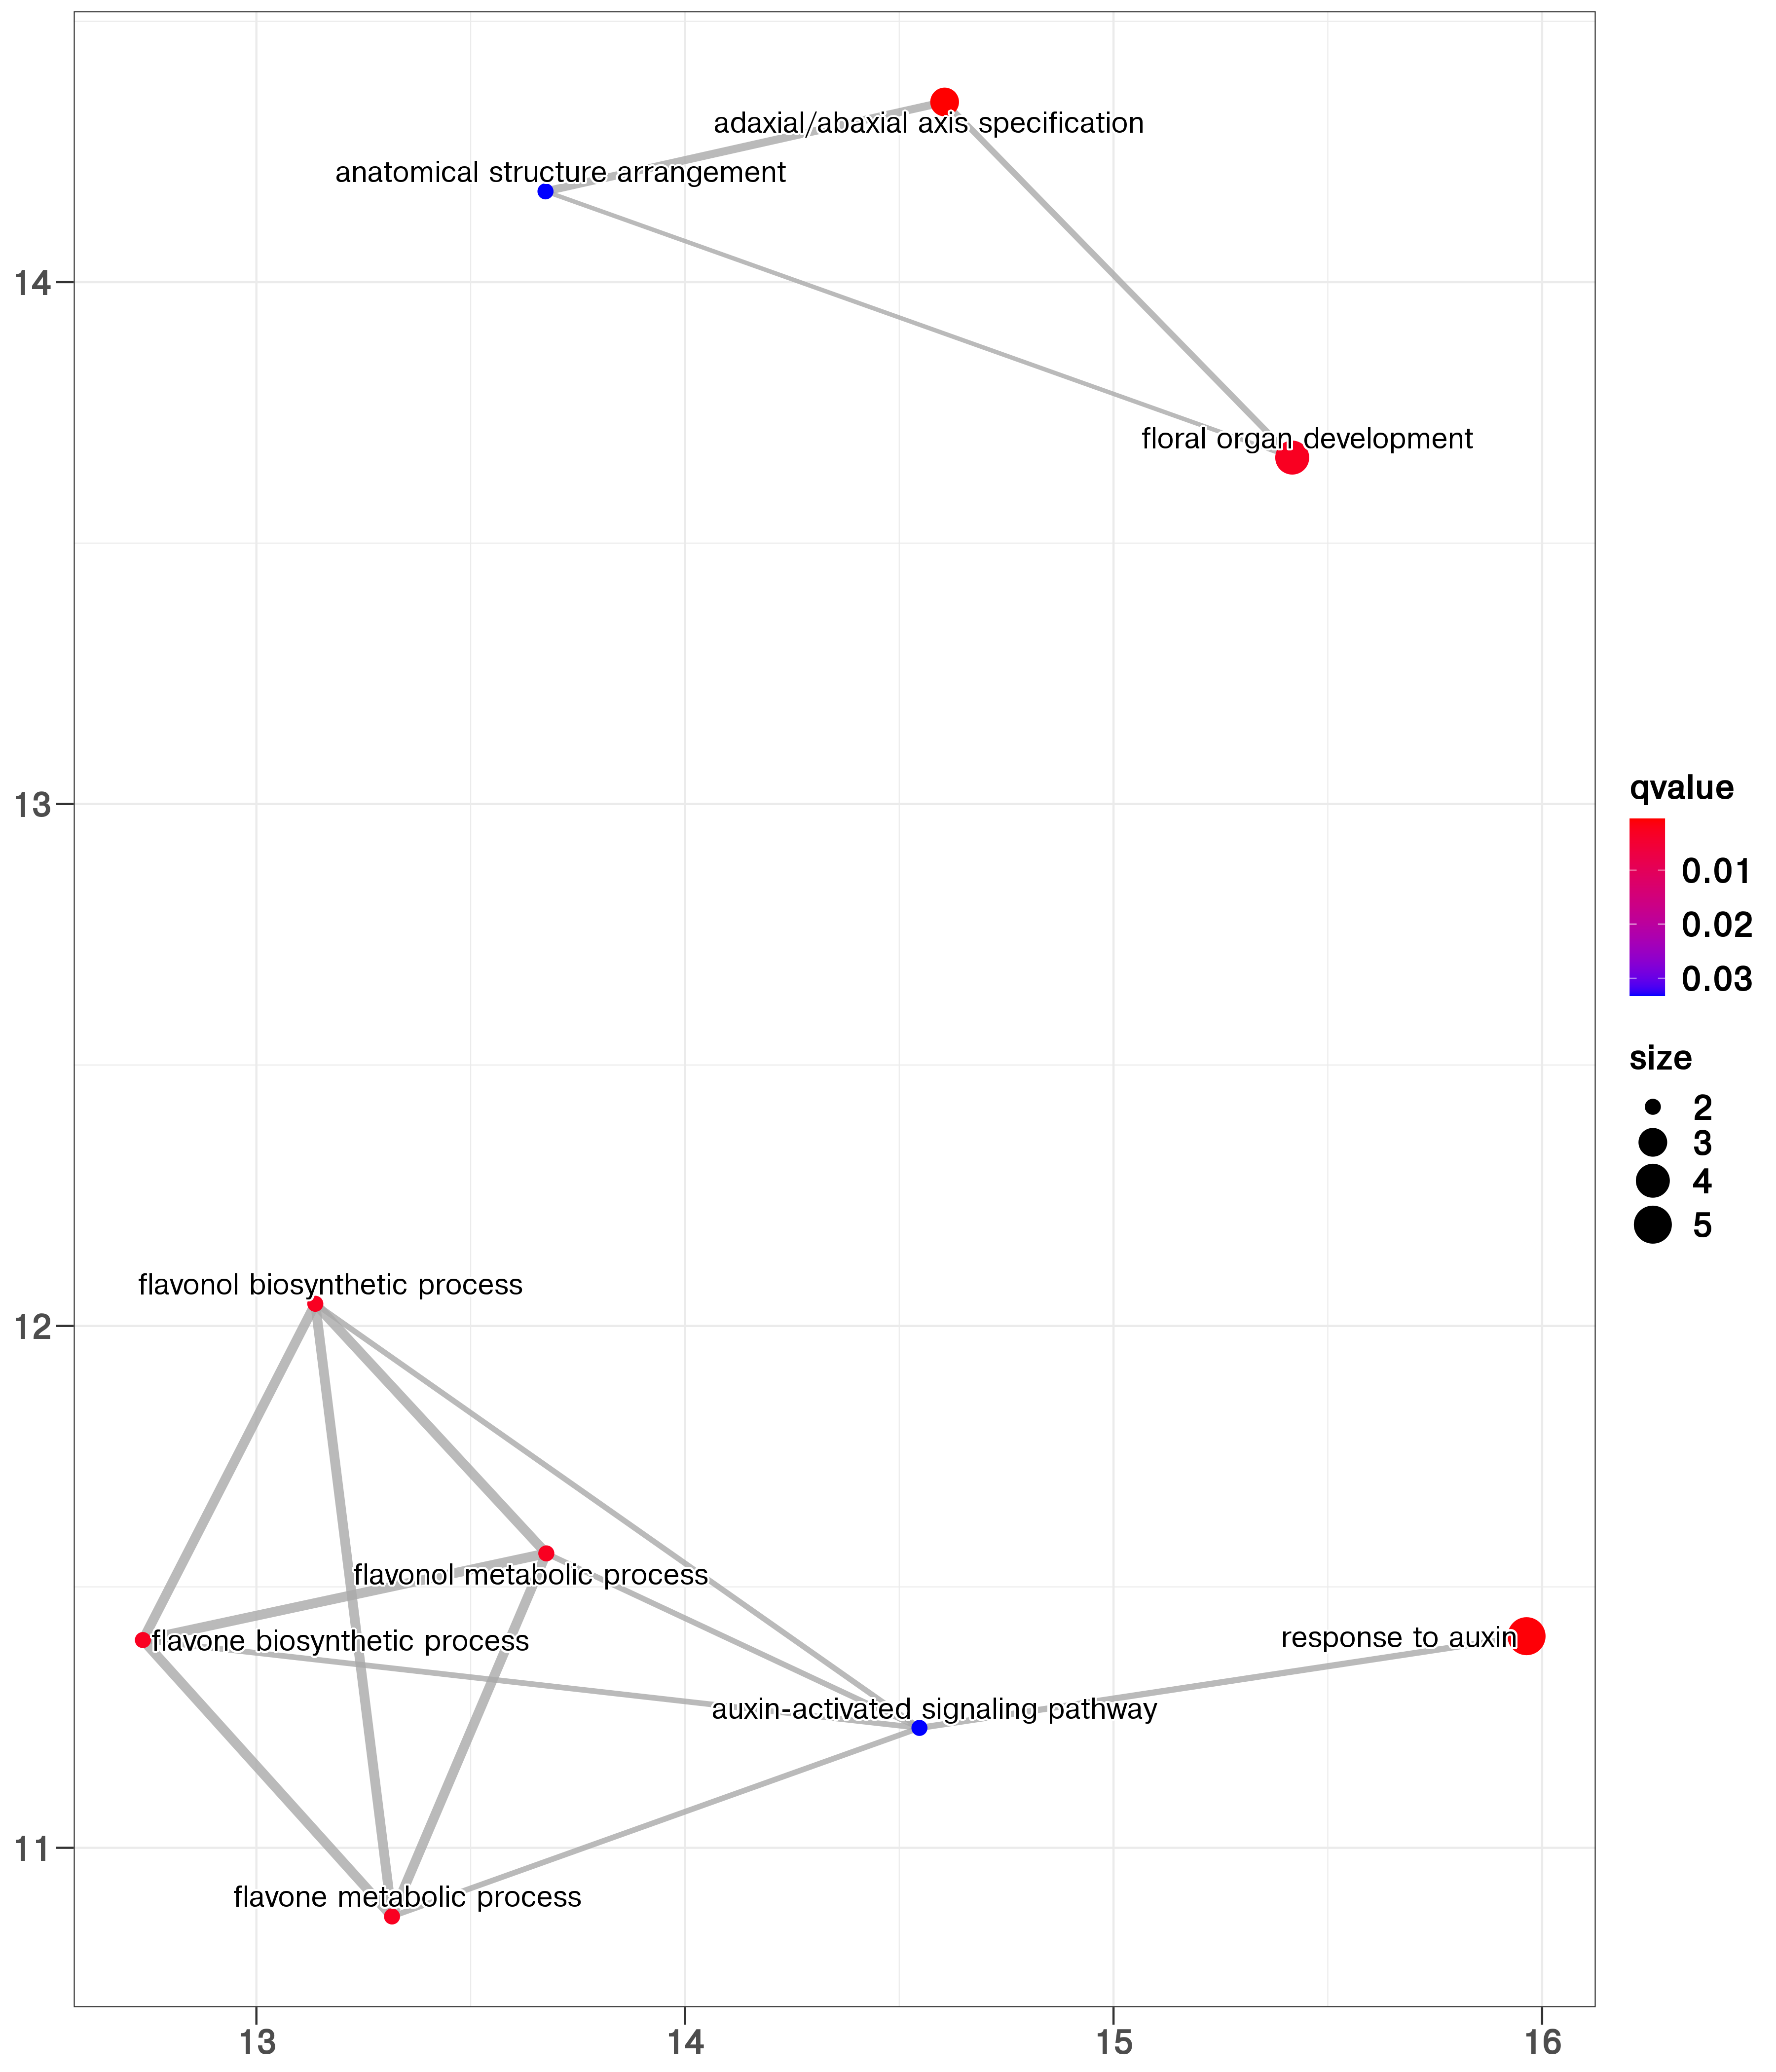 adaxial/abaxial axis specification
anatomical structure arrangement
14
floral organ development
13
qvalue
0.01
0.02
0.03
size
2
3
4
5
flavonol biosynthetic process
12
flavonol metabolic process
flavone biosynthetic process
response to auxin
auxin-activated signaling pathway
11
flavone metabolic process
13
14
15
16